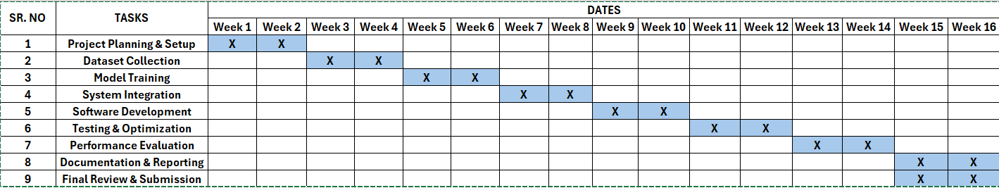 SR. NO TASKS DATES
Week 1 Week 2 Week 3 Week 4 Week 5 Week 6 Week 7 Week 8 Week 9 Week 10 Week 11 Week 12 Week 13 Week 14 Week 15 Week 16
1 Project Planning & Setup X X
2 Dataset Collection X X
3 Model Training X X
4 System Integration X X
5 Software Development X X
6 Testing & Optimization X X
7 Performance Evaluation X X
8 Documentation & Reporting X X
9 Final Review & Submission X X